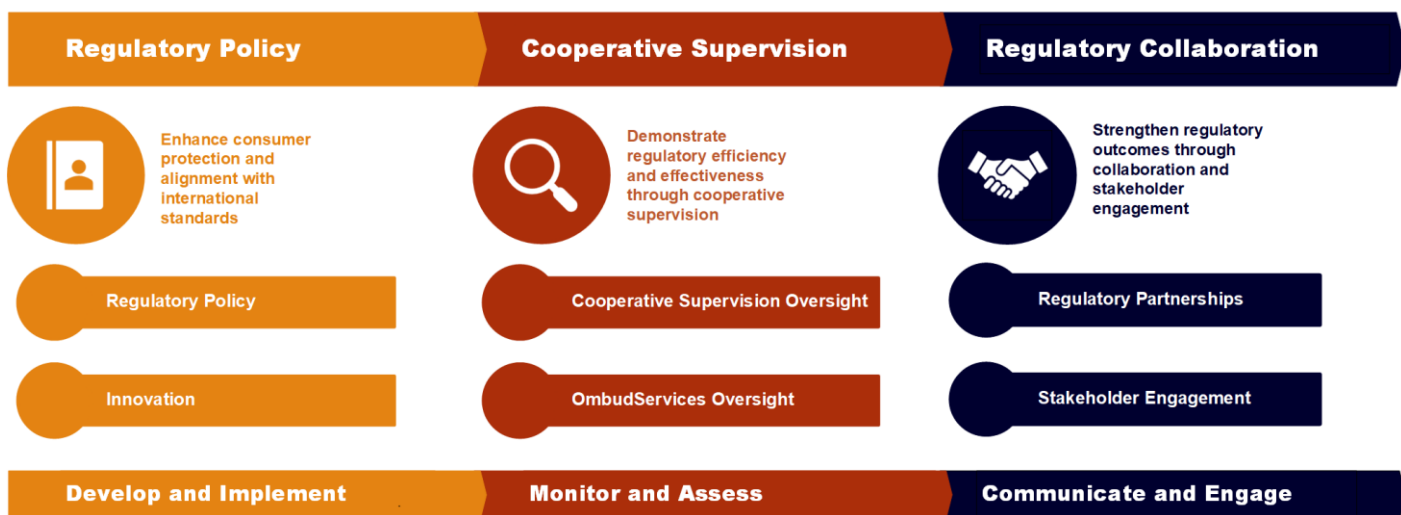 Regulatory Policy
Cooperative Supervision
Regulatory Collaboration
Enhance consumer
protection and
alignment with
international
standards
Demonstrate
regulatory efficiency
and effectiveness
through cooperative
supervision
Strengthen regulatory
outcomes through
collaboration and
stakeholder
engagement
Regulatory Policy
Cooperative Supervision Oversight
Regulatory Partnerships
Innovation
OmbudServices Oversight
Stakeholder Engagement
Develop and Implement
Monitor and Assess
Communicate and Engage